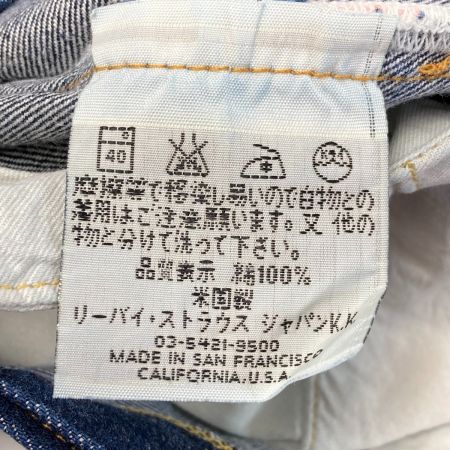 40
摩擦等で移染し易いので白物との
着用はご注意願います。又 他の
物と分けて洗って下さい。
品質表示 綿100%
米国製
リーバイ・ストラウス ジャパンK.K.
03-5421-9500
MADE IN SAN FRANCISCO
CALIFORNIA.U.S.A